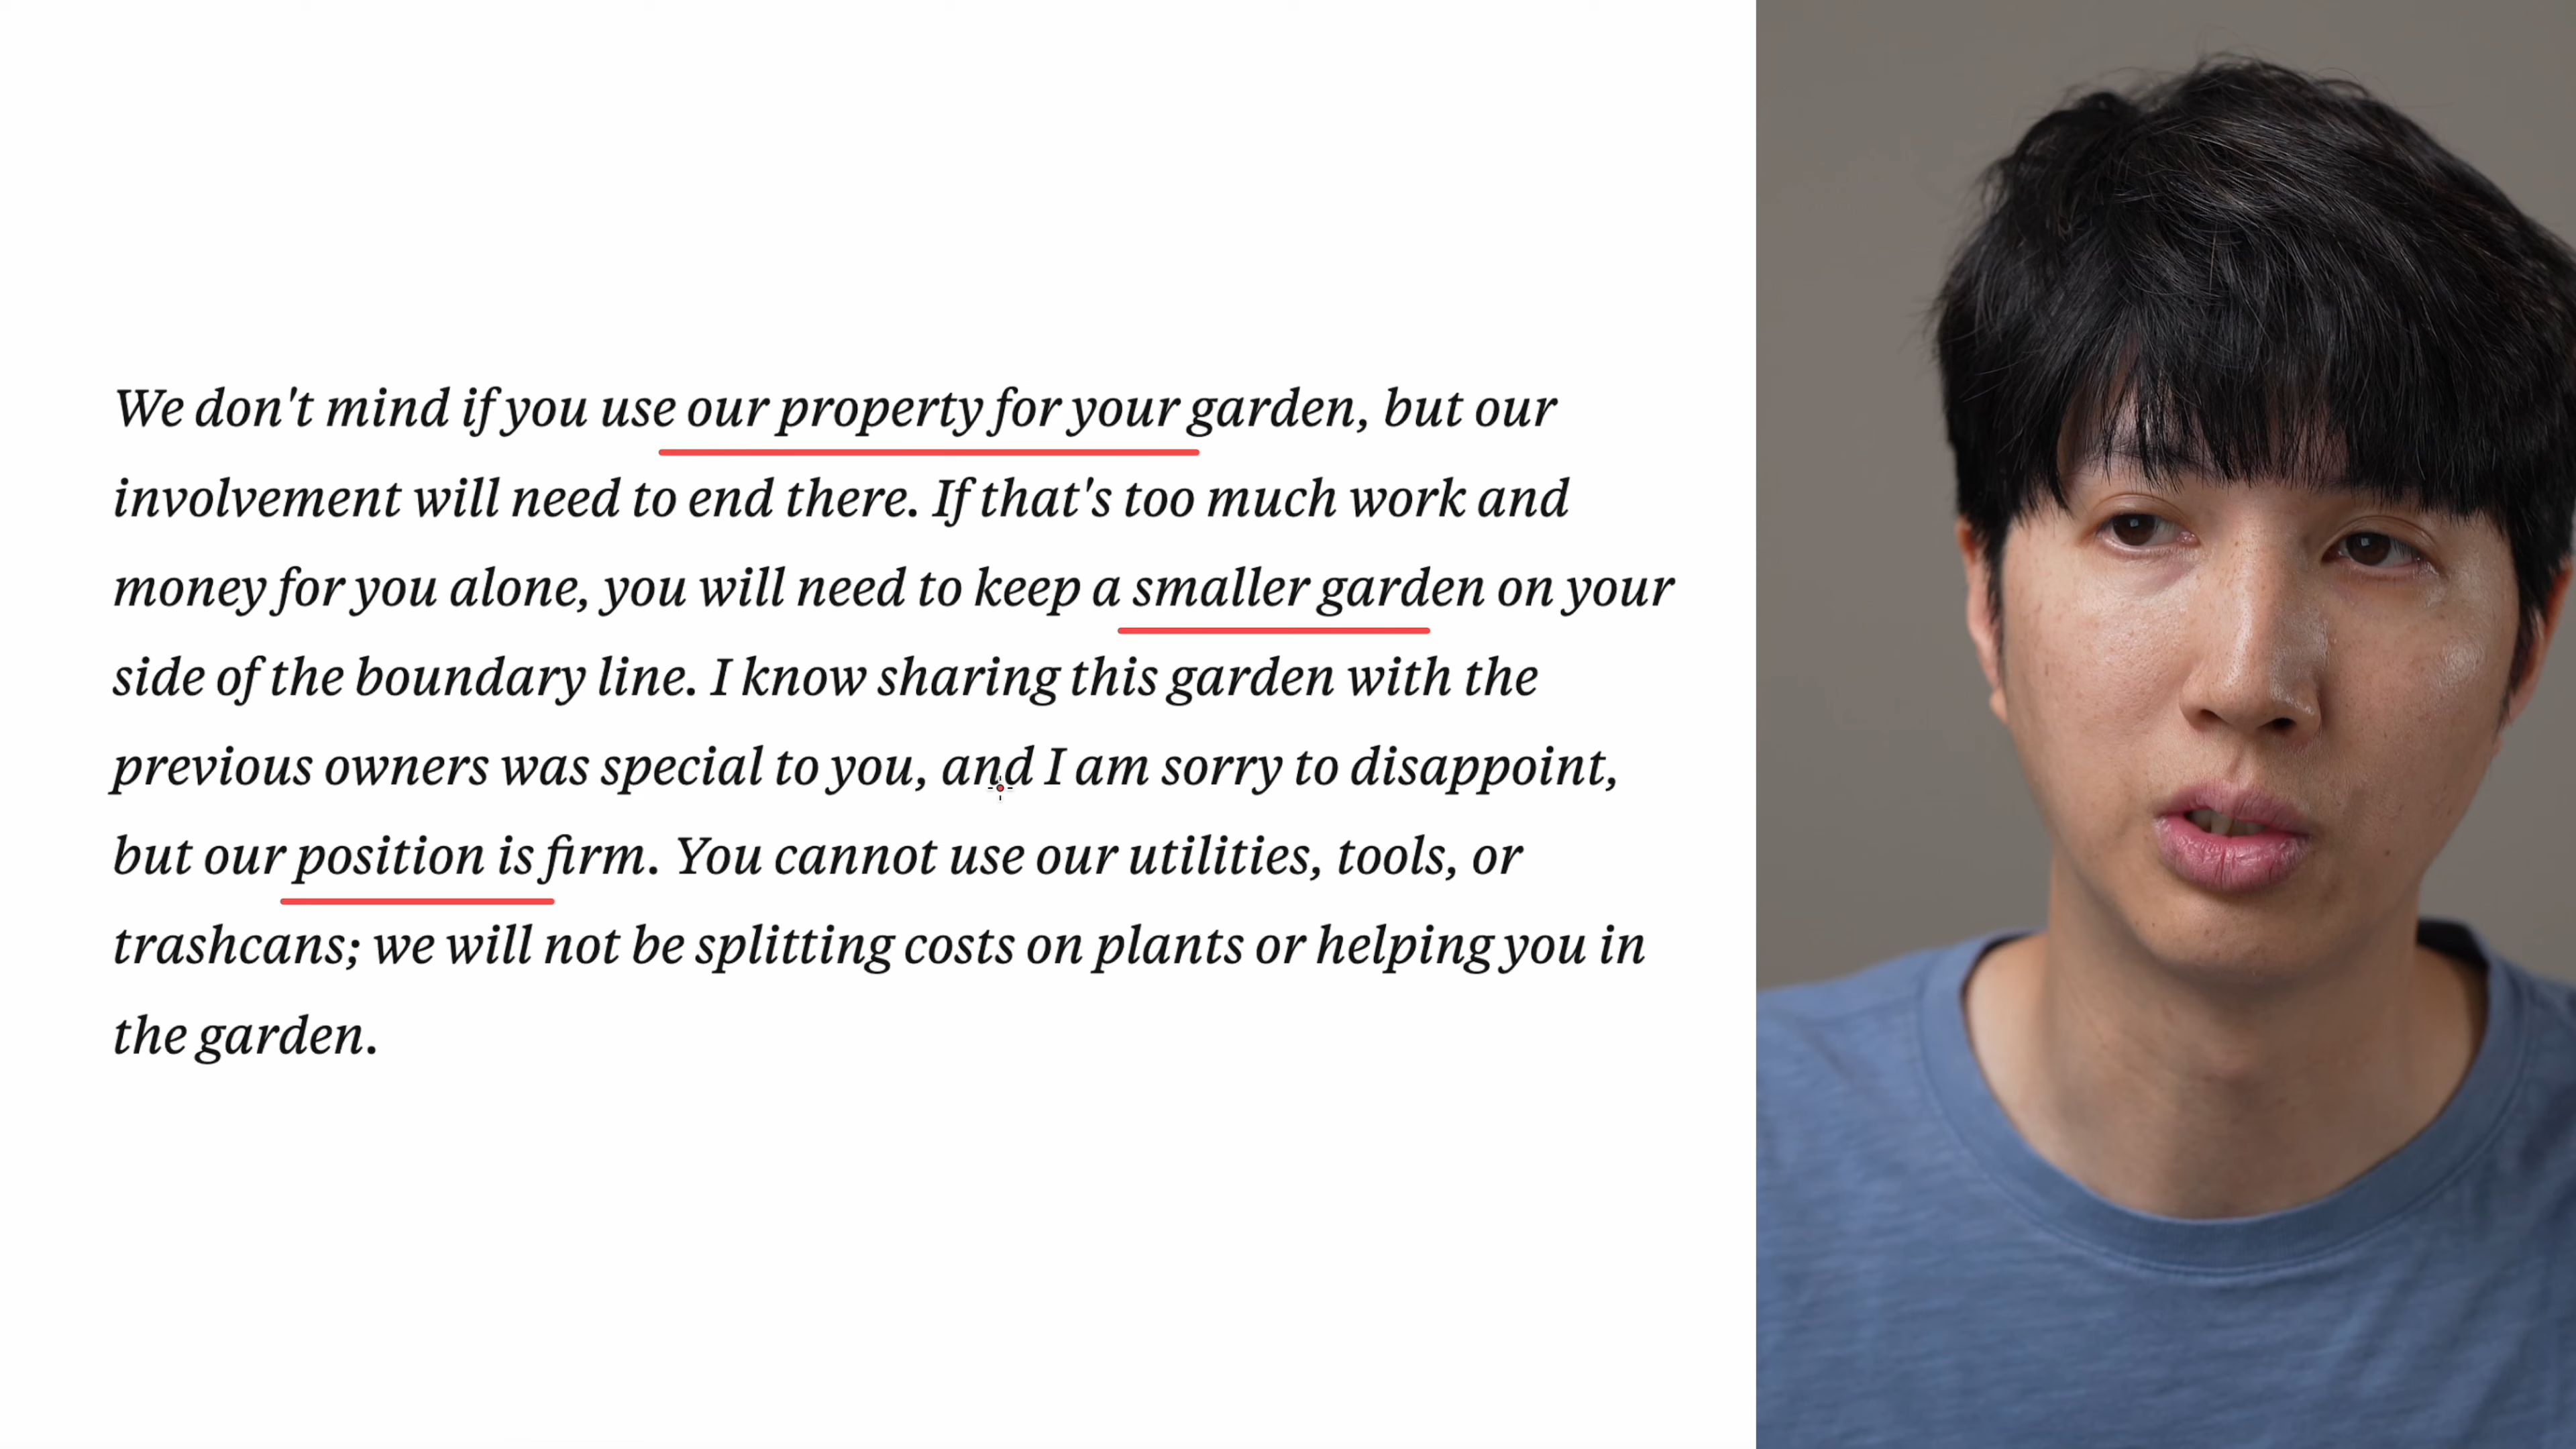 We don't mind if you use our property for your garden, but our
involvement will need to end there. If that's too much work and
money for you alone, you will need to keep a smaller garden on your
side of the boundary line. I know sharing this garden with the
previous owners was special to you, and I am sorry to disappoint,
but our position is firm. You cannot use our utilities, tools, or
trashcans; we will not be splitting costs on plants or helping you in
the garden.